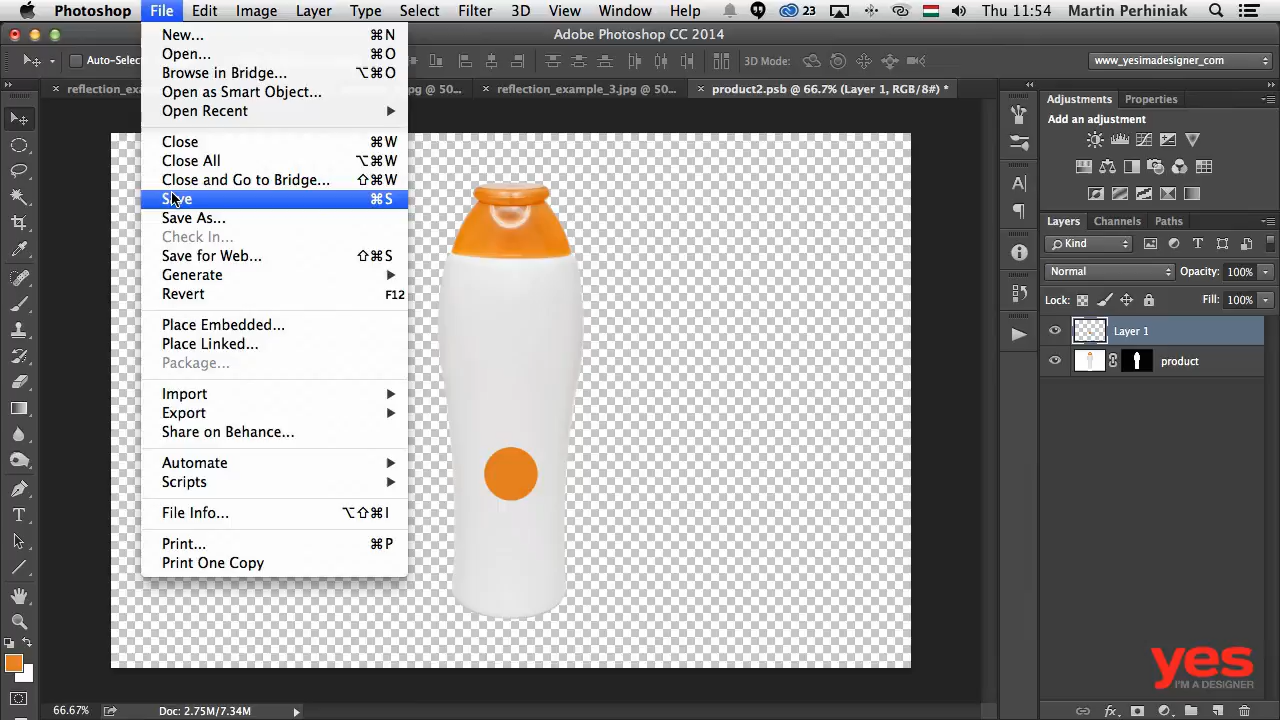 Photoshop File Edit Image Layer Type Select Filter 3D View Window Help 23 Thu 11:54 Martin Perhiniak
Adobe Photoshop CC 2014
Auto-Selec 3D Mode: www.yesimadesigner_com
reflection_exa .jpg @ 50... reflection_example_3.jpg @ 50... product2.psb @ 66.7% (Layer 1, RGB/8#) *
New... ⌘N
Open... ⌘O
Browse in Bridge... ⌥⌘O
Open as Smart Object...
Open Recent
Close ⌘W
Close All ⌥⌘W
Close and Go to Bridge... ⇧⌘W
Save ⌘S
Save As...
Check In...
Save for Web... ⇧⌘S
Generate
Revert F12
Place Embedded...
Place Linked...
Package...
Import
Export
Share on Behance...
Automate
Scripts
File Info... ⌥⇧⌘I
Print... ⌘P
Print One Copy
Adjustments Properties
Add an adjustment
Layers Channels Paths
Kind
Normal Opacity: 100%
Lock: Fill: 100%
Layer 1
product
yes
I'M A DESIGNER
66.67% Doc: 2.75M/7.34M